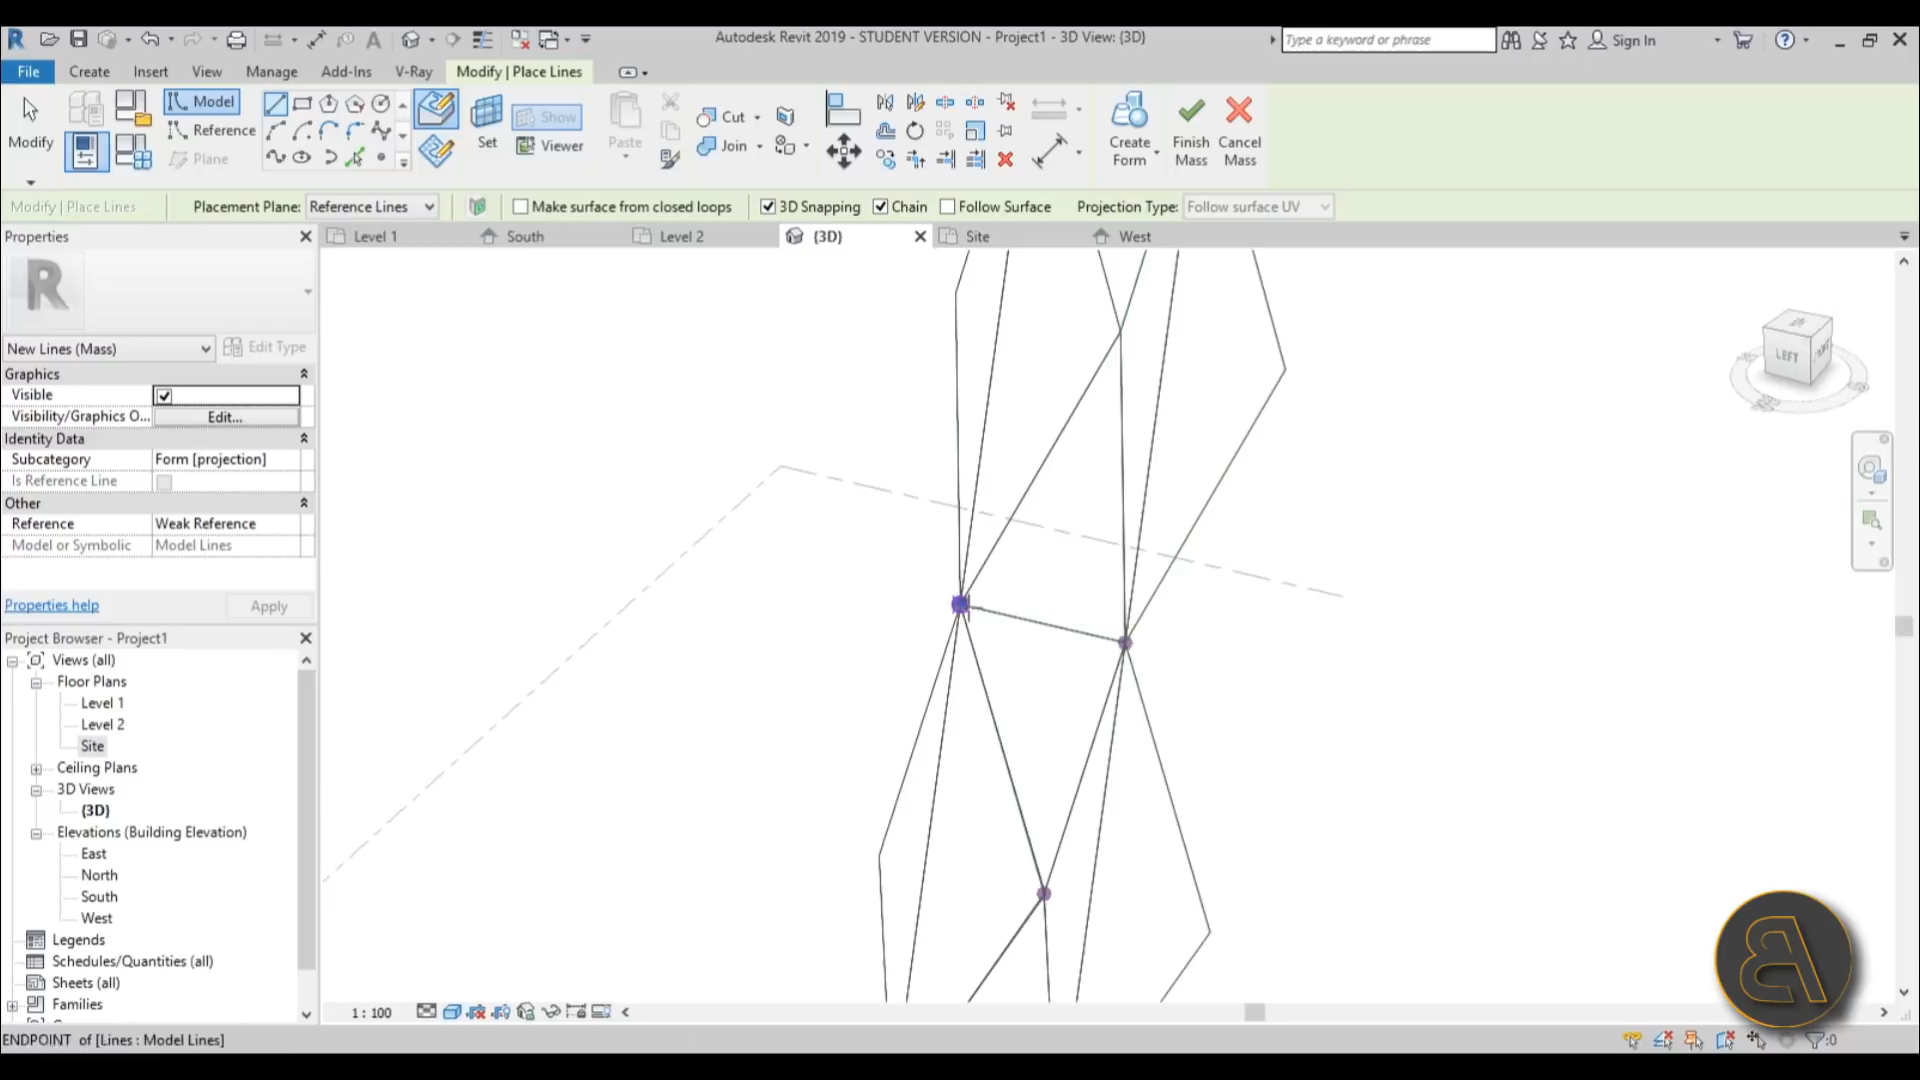 Autodesk Revit 2019 - STUDENT VERSION - Project1 - 3D View: {3D}
Type a keyword or phrase
Sign In
File
Create
Insert
View
Manage
Add-Ins
V-Ray
Modify | Place Lines
Modify
Model
Reference
Plane
Set
Show
Viewer
Paste
Cut
Join
Create Form
Finish Mass
Cancel Mass
Modify | Place Lines
Placement Plane: Reference Lines
Make surface from closed loops
3D Snapping
Chain
Follow Surface
Projection Type: Follow surface UV
Properties
Level 1
South
Level 2
{3D}
Site
West
R
New Lines (Mass)
Edit Type
Graphics
Visible
Visibility/Graphics O... Edit...
Identity Data
Subcategory Form [projection]
Is Reference Line
Other
Reference Weak Reference
Model or Symbolic Model Lines
Properties help
Apply
LEFT
Project Browser - Project1
Views (all)
Floor Plans
Level 1
Level 2
Site
Ceiling Plans
3D Views
{3D}
Elevations (Building Elevation)
East
North
South
West
Legends
Schedules/Quantities (all)
Sheets (all)
Families
1 : 100
ENDPOINT of [Lines : Model Lines]
:0